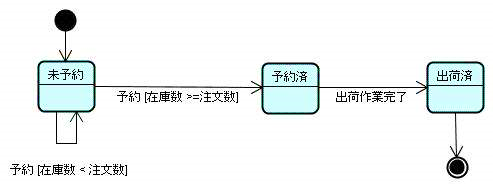 未予約
予約済
出荷済
予約 [在庫数 >=注文数]
出荷作業完了
予約 [在庫数 < 注文数]